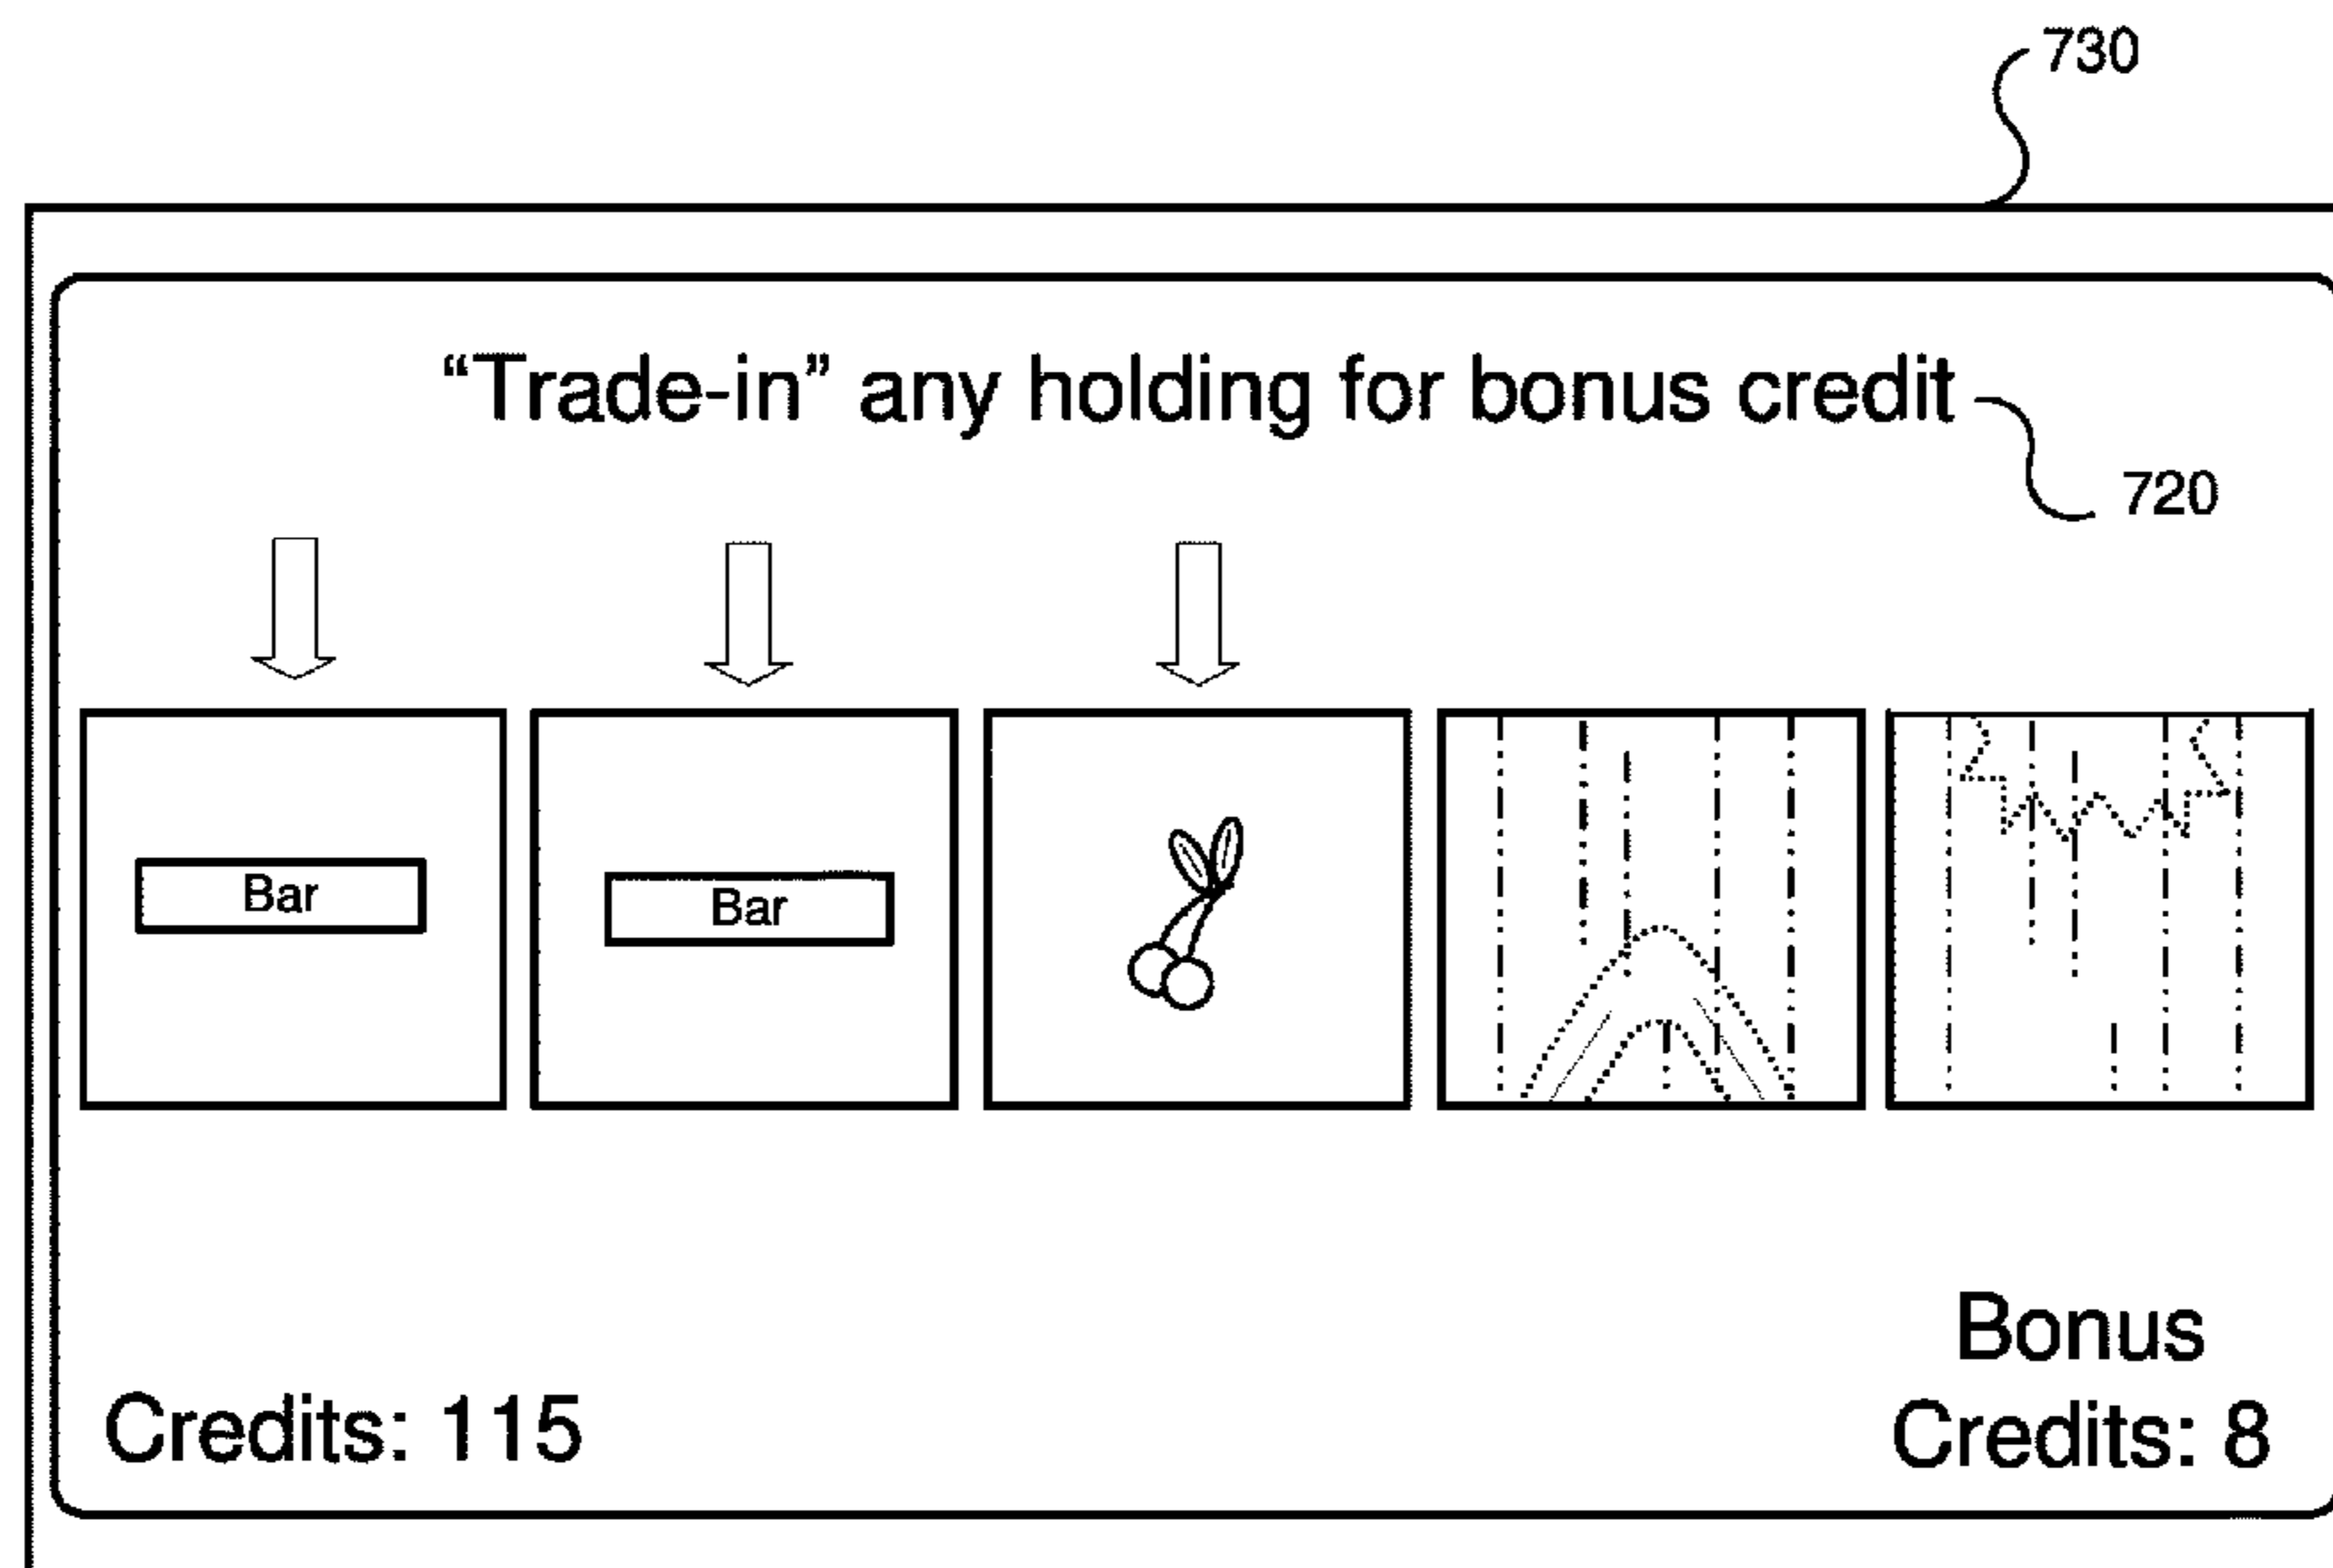 730
“Trade-in” any holding for bonus credit
720
Bar
Bar
Bonus
Credits: 115
Credits: 8